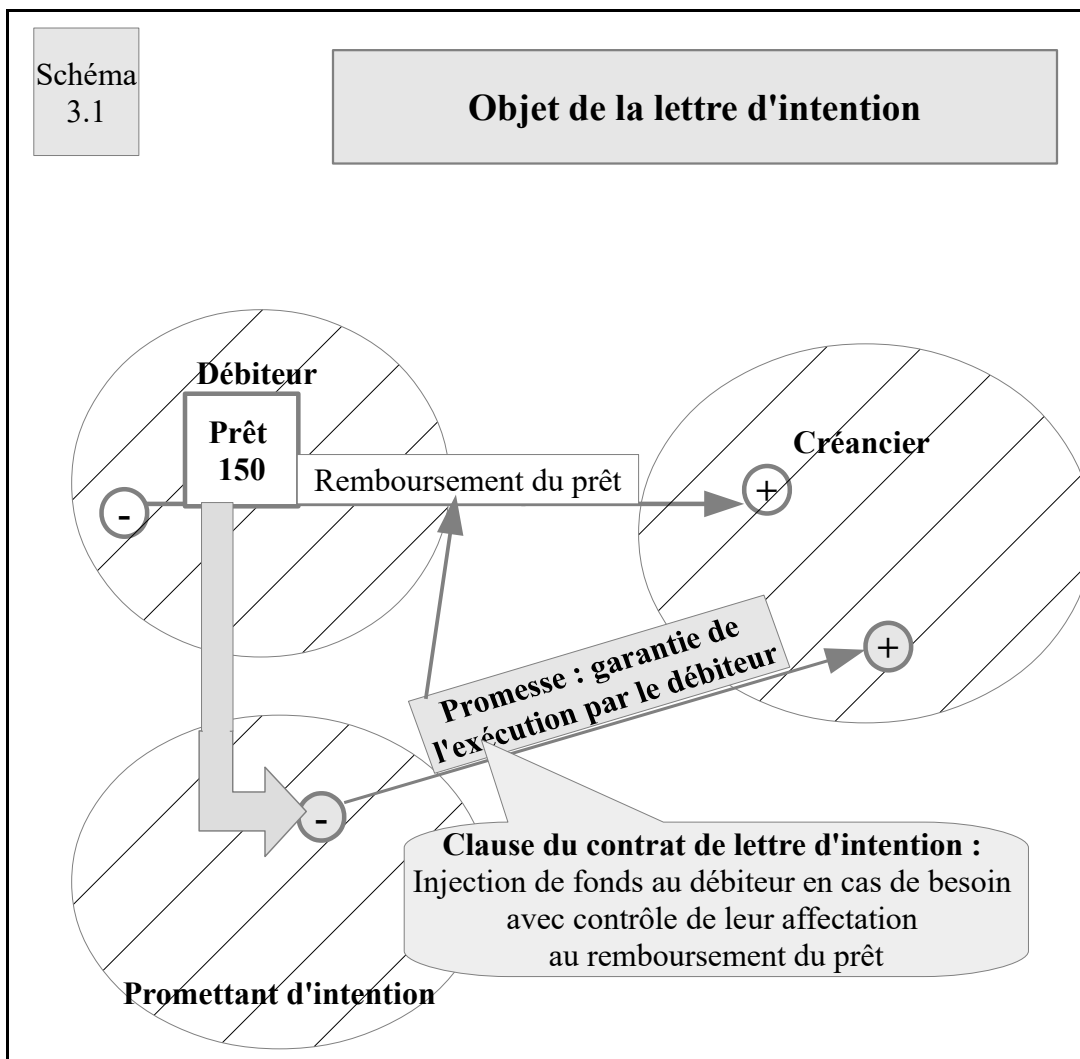 Schéma
3.1
Objet de la lettre d'intention
Débiteur
Prêt
150
Remboursement du prêt
Créancier
-
+
Promesse : garantie de
l'exécution par le débiteur
+
-
Clause du contrat de lettre d'intention :
Injection de fonds au débiteur en cas de besoin
avec contrôle de leur affectation
au remboursement du prêt
Promettant d'intention